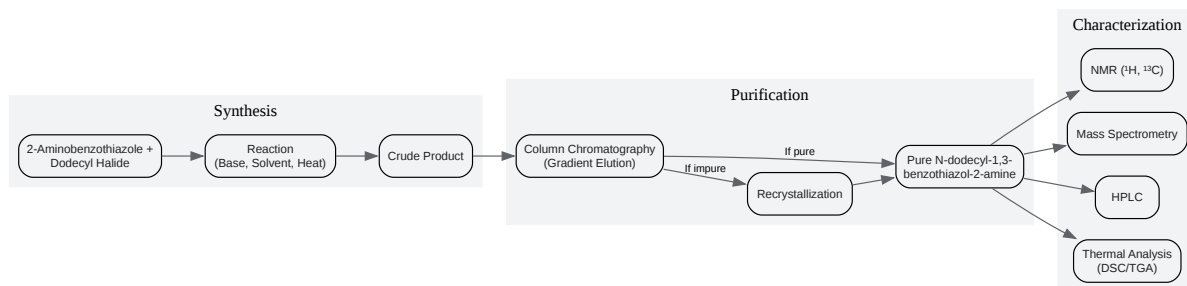 Synthesis
2-Aminobenzothiazole +
Dodecyl Halide
Reaction
(Base, Solvent, Heat)
Crude Product
Purification
Column Chromatography
(Gradient Elution)
If pure
If impure
Recrystallization
Pure N-dodecyl-1,3-
benzothiazol-2-amine
Characterization
NMR (¹H, ¹³C)
Mass Spectrometry
HPLC
Thermal Analysis
(DSC/TGA)